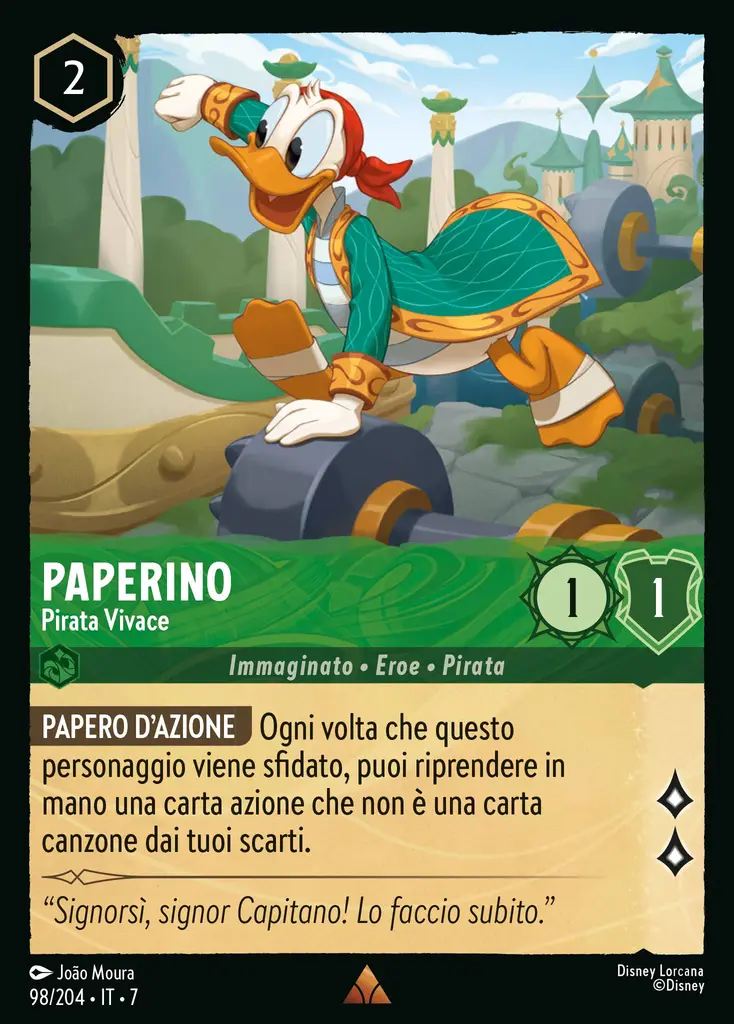 2
PAPERINO
Pirata Vivace
1
1
Immaginato • Eroe • Pirata
PAPERO D'AZIONE Ogni volta che questo
personaggio viene sfidato, puoi riprendere in
mano una carta azione che non è una carta
canzone dai tuoi scarti.
“Signorsì, signor Capitano! Lo faccio subito.”
João Moura
98/204 • IT • 7
Disney Lorcana
©Disney